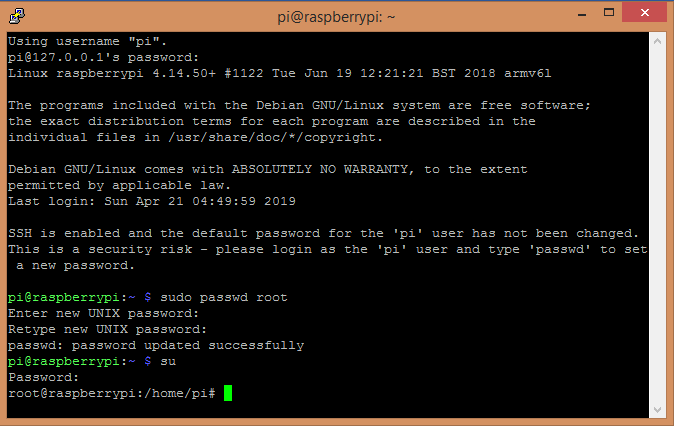 pi@raspberrypi: ~
Using username "pi".
pi@127.0.0.1's password:
Linux raspberrypi 4.14.50+ #1122 Tue Jun 19 12:21:21 BST 2018 armv6l
The programs included with the Debian GNU/Linux system are free software;
the exact distribution terms for each program are described in the
individual files in /usr/share/doc/*/copyright.
Debian GNU/Linux comes with ABSOLUTELY NO WARRANTY, to the extent
permitted by applicable law.
Last login: Sun Apr 21 04:49:59 2019
SSH is enabled and the default password for the 'pi' user has not been changed.
This is a security risk - please login as the 'pi' user and type 'passwd' to set
 a new password.
pi@raspberrypi:~ $ sudo passwd root
Enter new UNIX password:
Retype new UNIX password:
passwd: password updated successfully
pi@raspberrypi:~ $ su
Password:
root@raspberrypi:/home/pi#